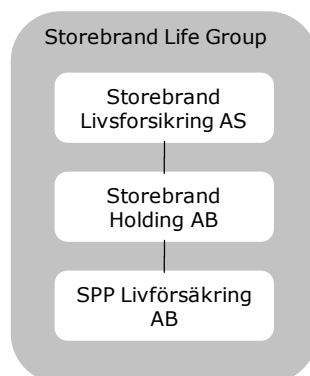 Storebrand Life Group
Storebrand
Livsforsikring AS
Storebrand
Holding AB
SPP Livförsäkring
AB